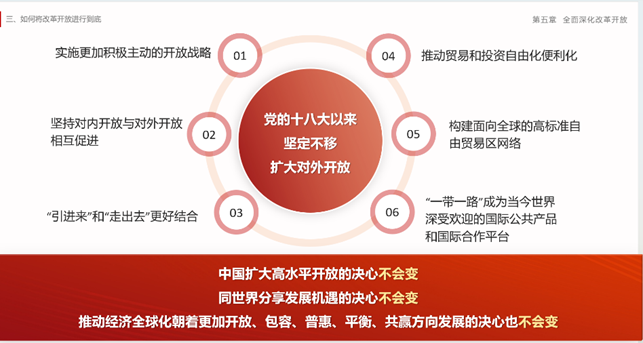 三、如何将改革开放进行到底
第五章 全面深化改革开放
实施更加积极主动的开放战略
01
坚持对内开放与对外开放
相互促进
02
“引进来”和“走出去”更好结合
03
党的十八大以来
坚定不移
扩大对外开放
04
推动贸易和投资自由化便利化
05
构建面向全球的高标准自
由贸易区网络
06
“一带一路”成为当今世界
深受欢迎的国际公共产品
和国际合作平台
中国扩大高水平开放的决心不会变
同世界分享发展机遇的决心不会变
推动经济全球化朝着更加开放、包容、普惠、平衡、共赢方向发展的决心也不会变